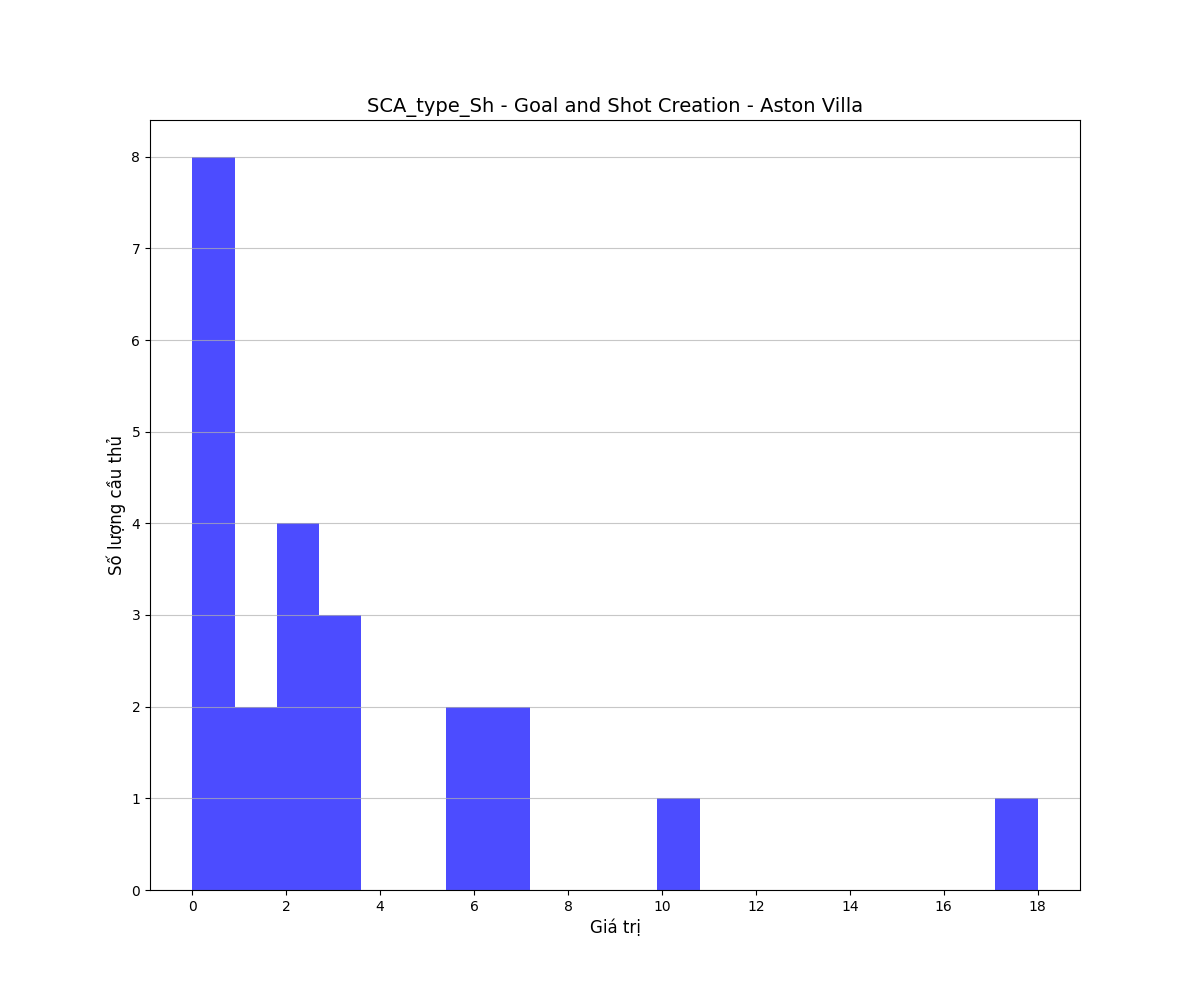 SCA_type_Sh - Goal and Shot Creation - Aston Villa
8
7
6
5
4
3
2
1
0
Số lượng cầu thủ
0 2 4 6 8 10 12 14 16 18
Giá trị